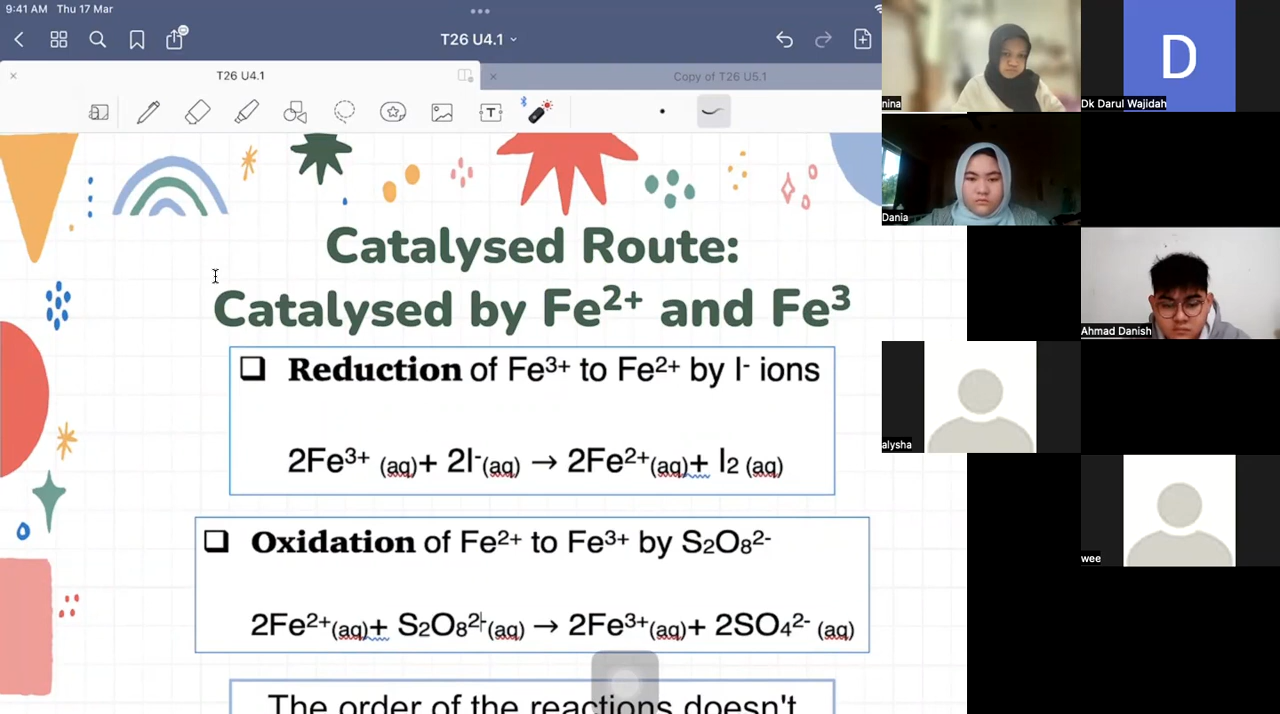 9:41 AM Thu 17 Mar
T26 U4.1
T26 U4.1
Copy of T26 U5.1
T
Catalysed Route:
Catalysed by Fe²⁺ and Fe³
❑ Reduction of Fe³⁺ to Fe²⁺ by I⁻ ions
2Fe³⁺ (aq)+ 2I⁻(aq) → 2Fe²⁺(aq)+ I₂ (aq)
❑ Oxidation of Fe²⁺ to Fe³⁺ by S₂O₈²⁻
2Fe²⁺(aq)+ S₂O₈²⁻(aq) → 2Fe³⁺(aq)+ 2SO₄²⁻ (aq)
The order of the reactions doesn't
nina
D
Dk Darul Wajidah
Dania
Ahmad Danish
alysha
wee